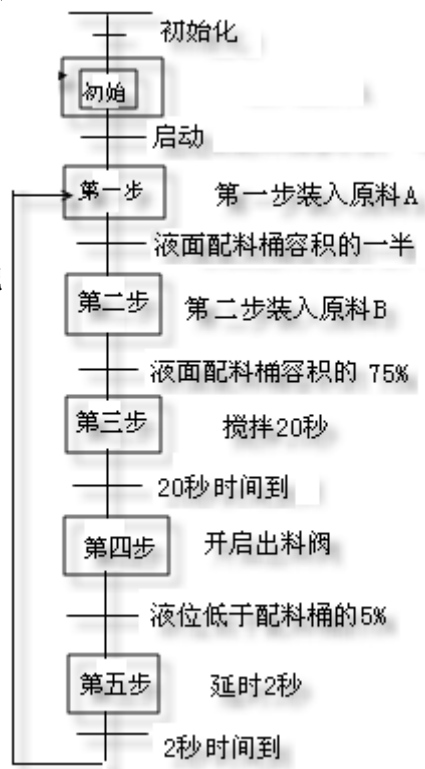 初始化
初始
启动
第一步 第一步装入原料A
液面配料桶容积的一半
第二步 第二步装入原料B
液面配料桶容积的 75%
第三步 搅拌20秒
20秒时间到
第四步 开启出料阀
液位低于配料桶的5%
第五步 延时2秒
2秒时间到